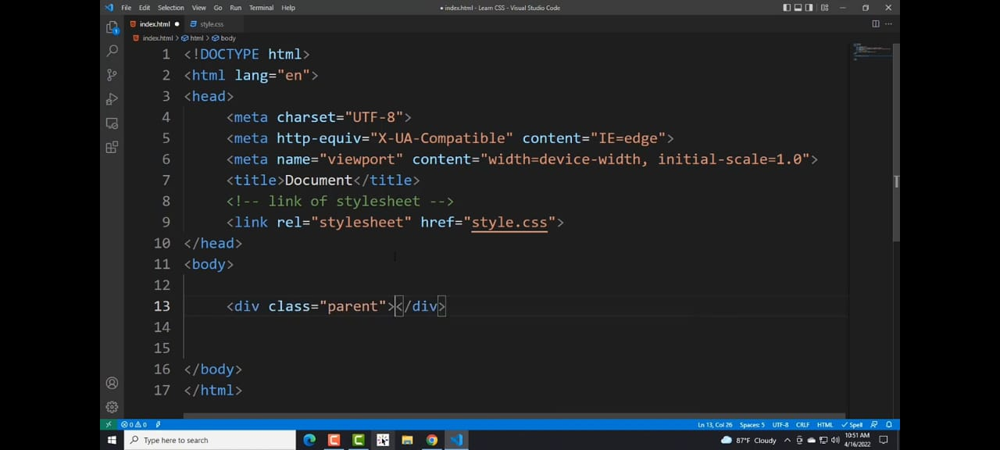 File Edit Selection View Go Run Terminal Help
● index.html - Learn CSS - Visual Studio Code
index.html ● style.css
index.html > html > body
1 <!DOCTYPE html>
2 <html lang="en">
3 <head>
4 <meta charset="UTF-8">
5 <meta http-equiv="X-UA-Compatible" content="IE=edge">
6 <meta name="viewport" content="width=device-width, initial-scale=1.0">
7 <title>Document</title>
8 <!-- link of stylesheet -->
9 <link rel="stylesheet" href="style.css">
10 </head>
11 <body>
12
13 <div class="parent"></div>
14
15
16 </body>
17 </html>
1
0 0 Ln 13, Col 26 Spaces: 5 UTF-8 CRLF HTML Spell
Type here to search
87°F Cloudy
10:51 AM
4/16/2022